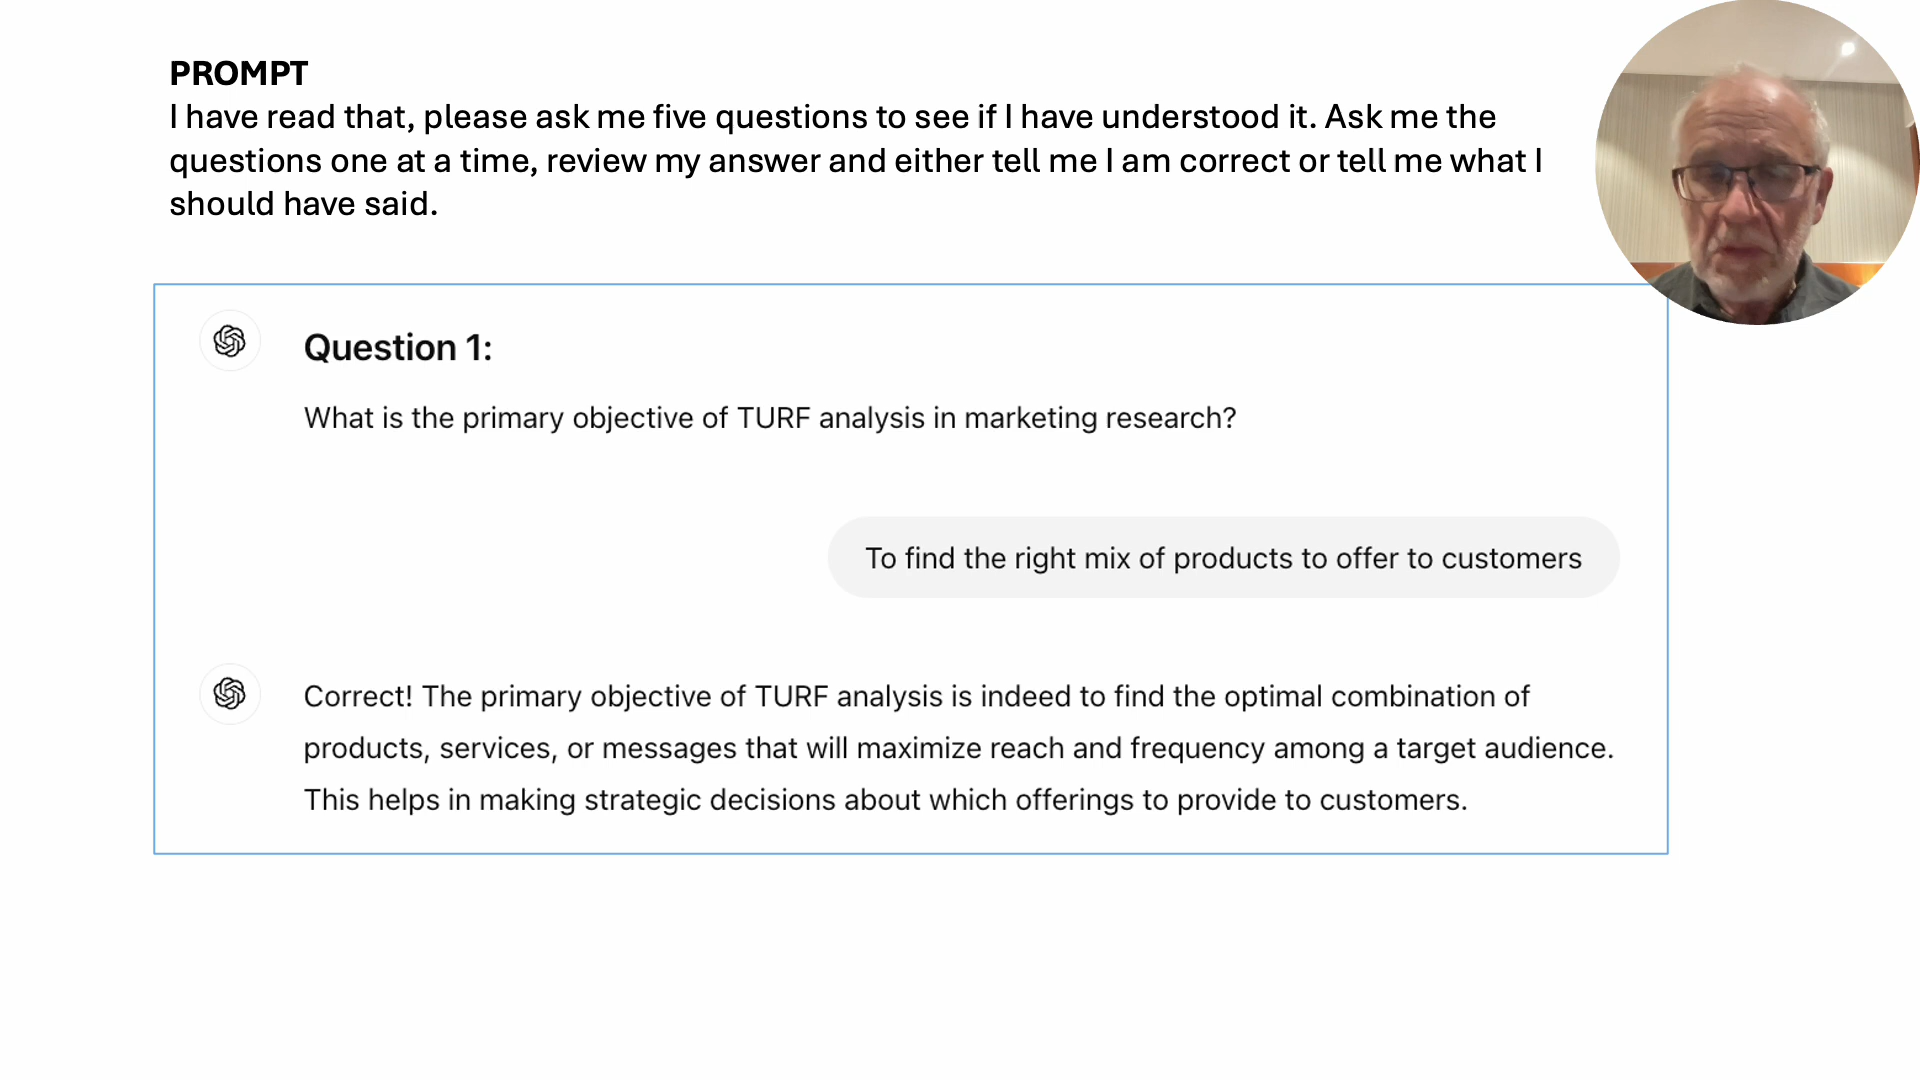 PROMPT
I have read that, please ask me five questions to see if I have understood it. Ask me the
questions one at a time, review my answer and either tell me I am correct or tell me what I
should have said.
Question 1:
What is the primary objective of TURF analysis in marketing research?
To find the right mix of products to offer to customers
Correct! The primary objective of TURF analysis is indeed to find the optimal combination of
products, services, or messages that will maximize reach and frequency among a target audience.
This helps in making strategic decisions about which offerings to provide to customers.